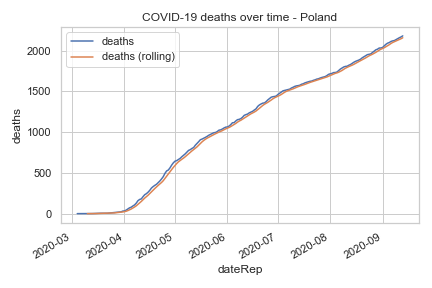 COVID-19 deaths over time - Poland
deaths
deaths (rolling)
2000
1500
1000
500
0
deaths
2020-03
2020-04
2020-05
2020-06
2020-07
2020-08
2020-09
dateRep